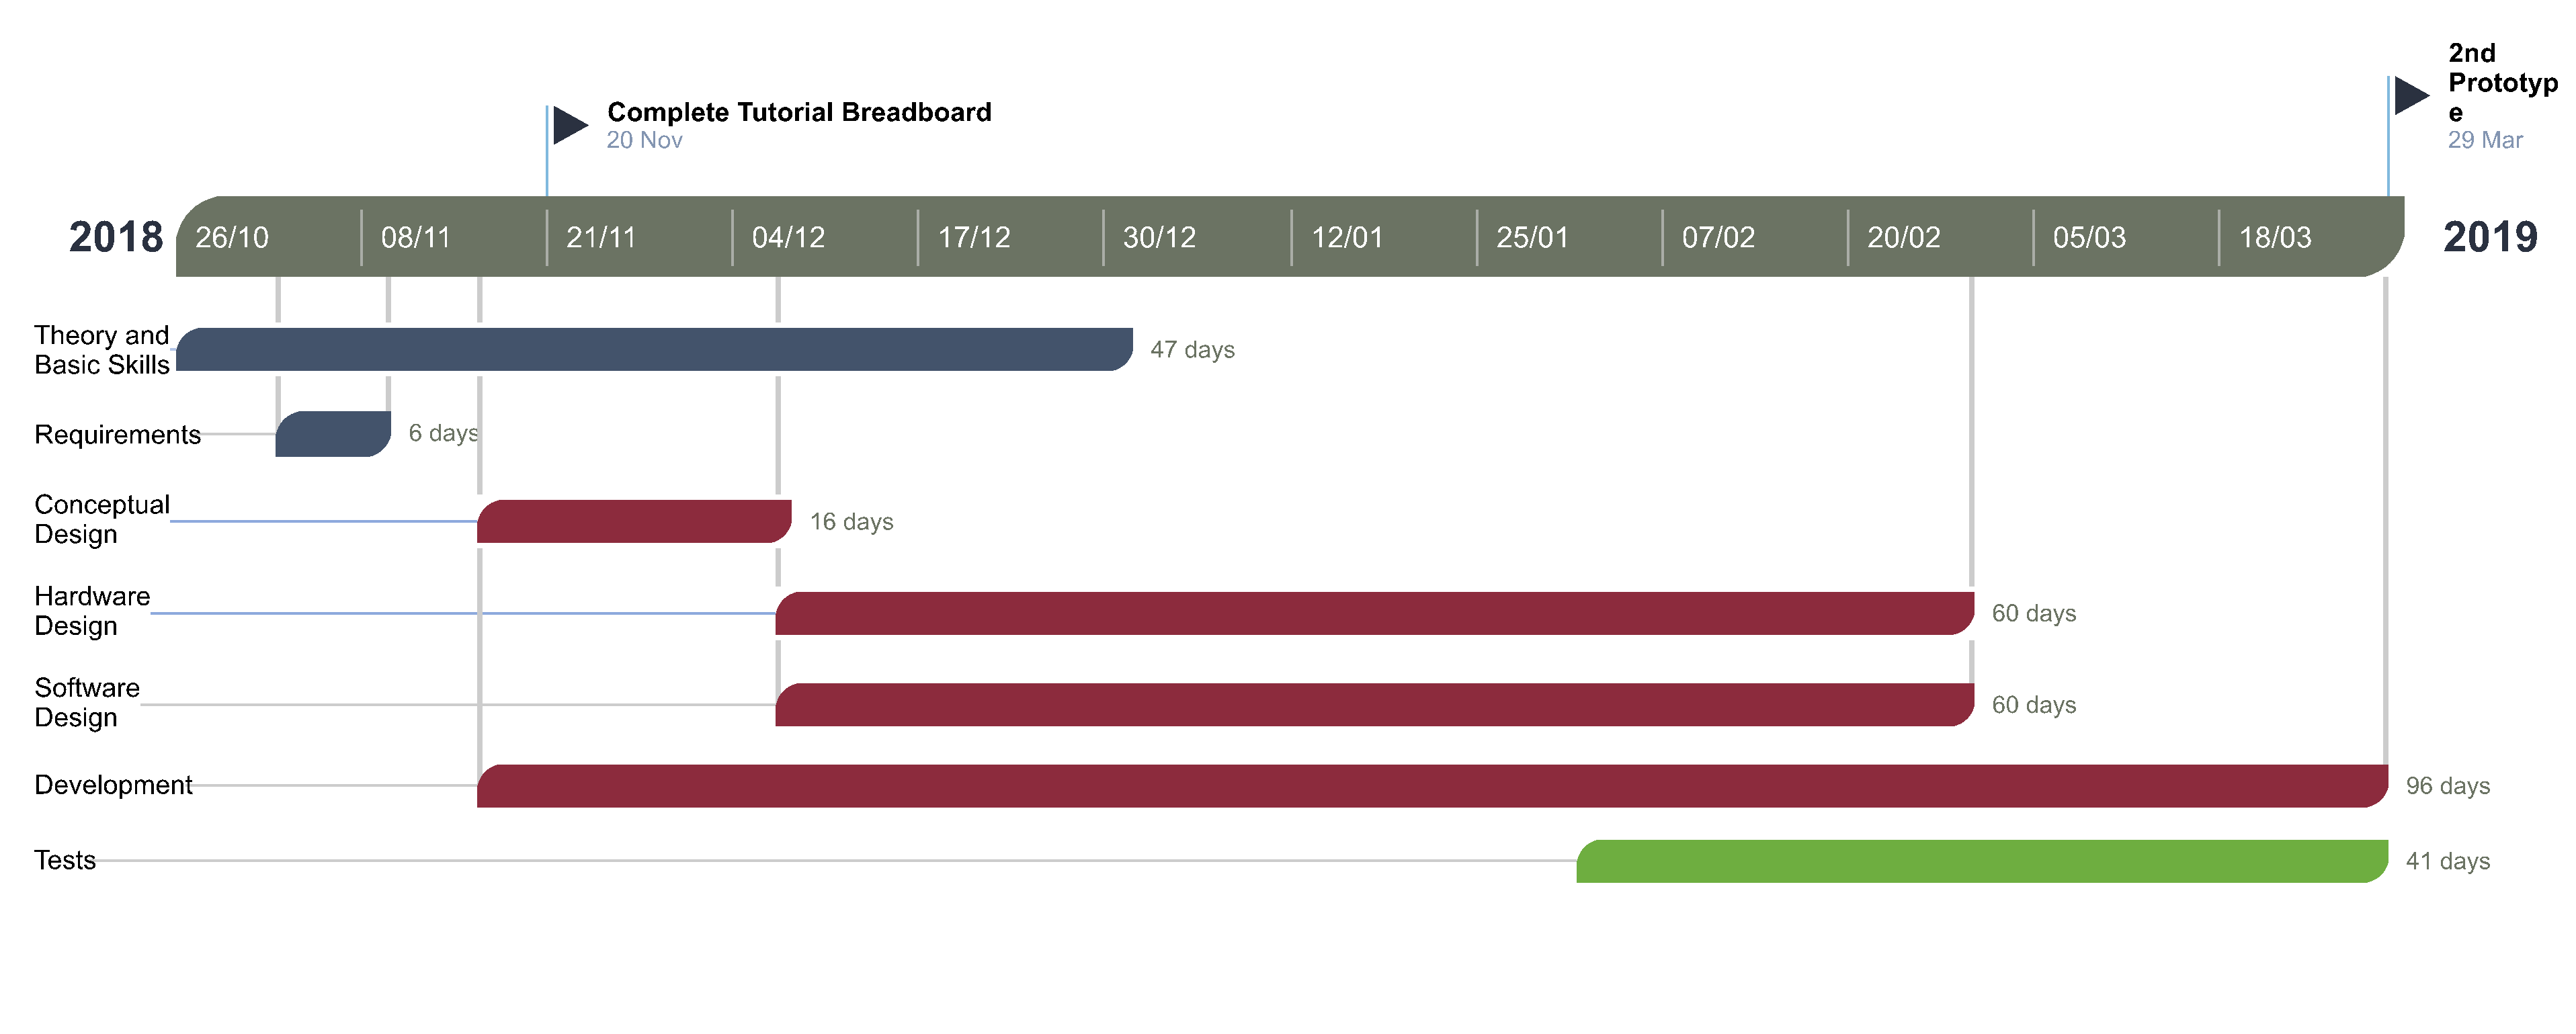 2nd
Prototyp
e
29 Mar
Complete Tutorial Breadboard
20 Nov
2018 26/10 08/11 21/11 04/12 17/12 30/12 12/01 25/01 07/02 20/02 05/03 18/03 2019
Theory and
Basic Skills
47 days
Requirements
6 days
Conceptual
Design
16 days
Hardware
Design
60 days
Software
Design
60 days
Development
96 days
Tests
41 days